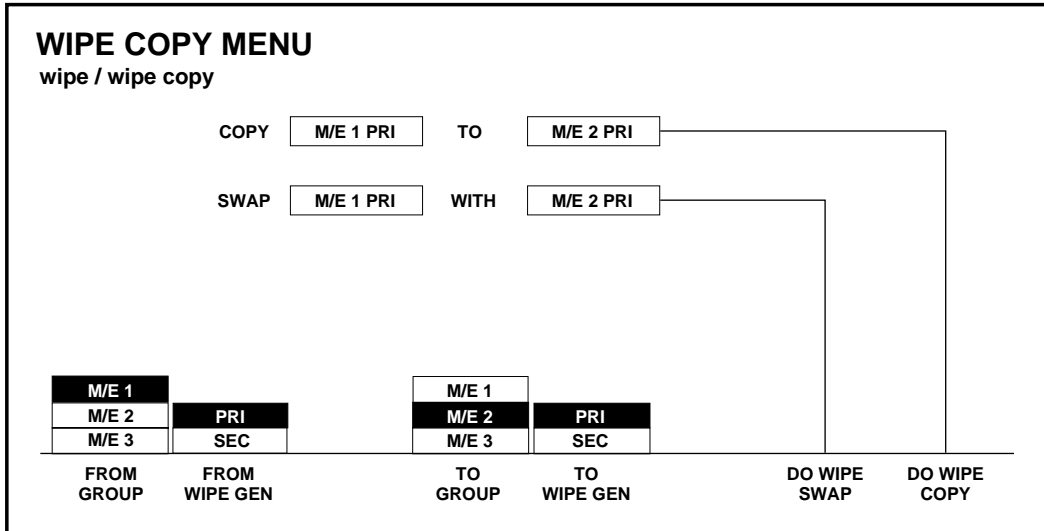 WIPE COPY MENU
wipe / wipe copy
COPY M/E 1 PRI TO M/E 2 PRI
SWAP M/E 1 PRI WITH M/E 2 PRI
M/E 1 M/E 1
M/E 2 PRI M/E 2 PRI
M/E 3 SEC M/E 3 SEC
FROM FROM TO TO DO WIPE DO WIPE
GROUP WIPE GEN GROUP WIPE GEN SWAP COPY